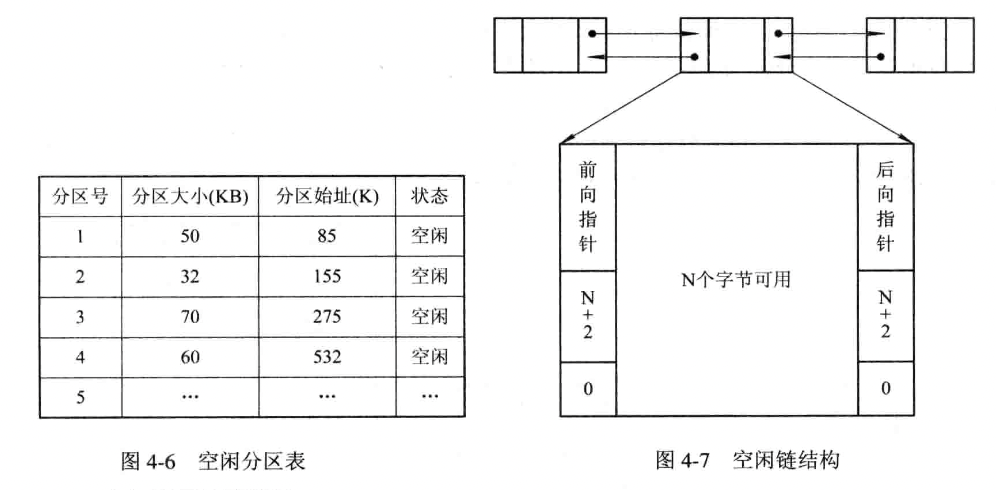 分区号 分区大小(KB) 分区始址(K) 状态
1 50 85 空闲
2 32 155 空闲
3 70 275 空闲
4 60 532 空闲
5 … … …
图 4-6 空闲分区表
前向指针
N+2
0
N个字节可用
后向指针
N+2
0
图 4-7 空闲链结构